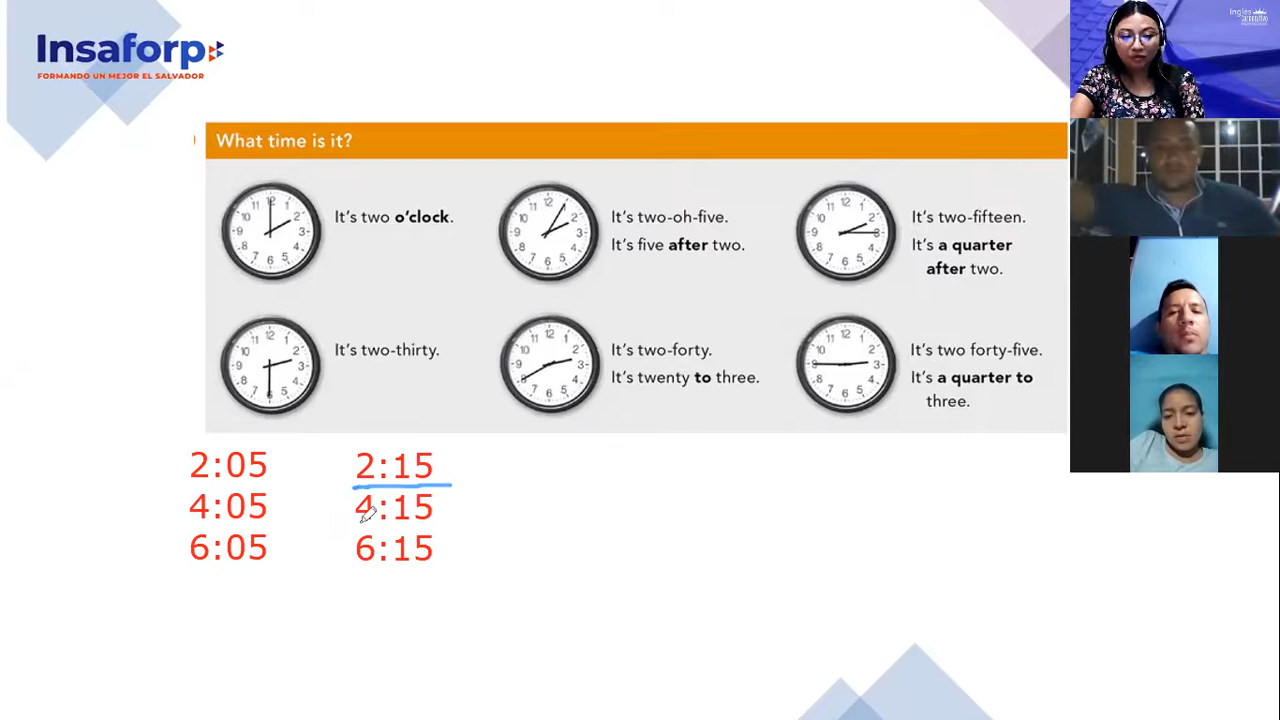 Insaforp
FORMANDO UN MEJOR EL SALVADOR
What time is it?
It's two o'clock.
It's two-oh-five.
It's five after two.
It's two-fifteen.
It's a quarter
after two.
It's two-thirty.
It's two-forty.
It's twenty to three.
It's two forty-five.
It's a quarter to
three.
2:05
2:15
4:05
4:15
6:05
6:15
Ingles